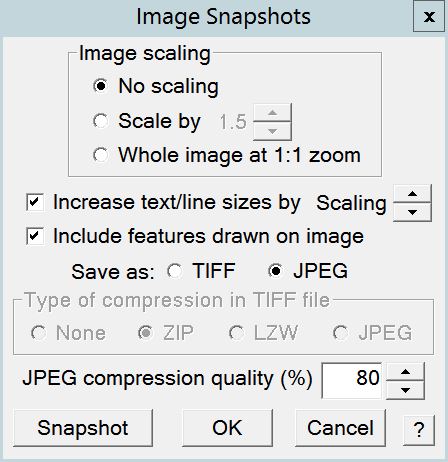 Image Snapshots x
Image scaling
No scaling
Scale by 1.5
Whole image at 1:1 zoom
Increase text/line sizes by Scaling
Include features drawn on image
Save as: TIFF JPEG
Type of compression in TIFF file
None ZIP LZW JPEG
JPEG compression quality (%) 80
Snapshot OK Cancel ?